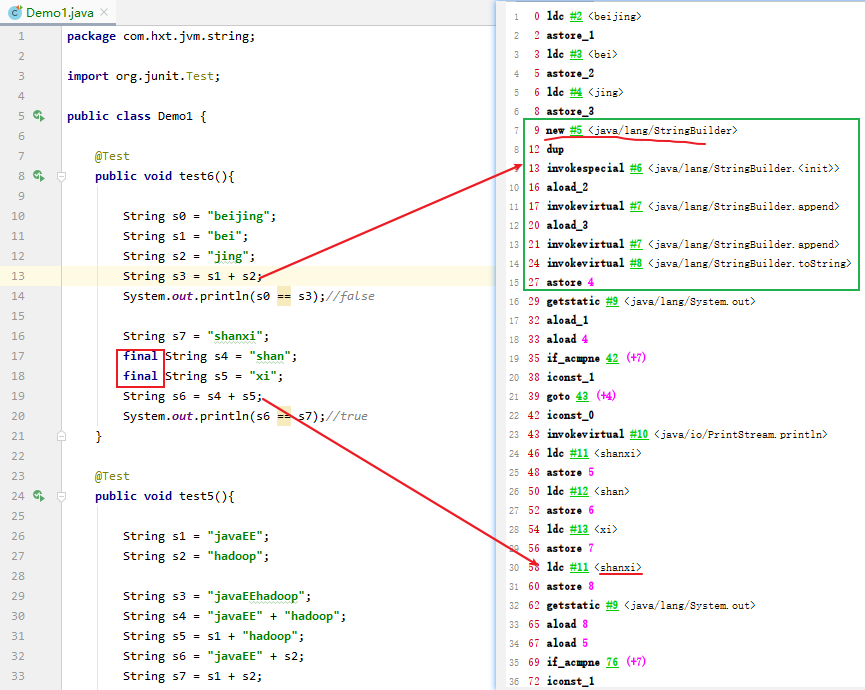 Demo1.java
1 package com.hxt.jvm.string;
2
3 import org.junit.Test;
4
5 public class Demo1 {
6
7 @Test
8 public void test6(){
9
10 String s0 = "beijing";
11 String s1 = "bei";
12 String s2 = "jing";
13 String s3 = s1 + s2;
14 System.out.println(s0 == s3);//false
15
16 String s7 = "shanxi";
17 final String s4 = "shan";
18 final String s5 = "xi";
19 String s6 = s4 + s5;
20 System.out.println(s6 == s7);//true
21 }
22
23 @Test
24 public void test5(){
25
26 String s1 = "javaEE";
27 String s2 = "hadoop";
28
29 String s3 = "javaEEhadoop";
30 String s4 = "javaEE" + "hadoop";
31 String s5 = s1 + "hadoop";
32 String s6 = "javaEE" + s2;
33 String s7 = s1 + s2;
1 0 ldc #2 <beijing>
2 2 astore_1
3 3 ldc #3 <bei>
4 5 astore_2
5 6 ldc #4 <jing>
6 8 astore_3
7 9 new #5 <java/lang/StringBuilder>
8 12 dup
9 13 invokespecial #6 <java/lang/StringBuilder.<init>>
10 16 aload_2
11 17 invokevirtual #7 <java/lang/StringBuilder.append>
12 20 aload_3
13 21 invokevirtual #7 <java/lang/StringBuilder.append>
14 24 invokevirtual #8 <java/lang/StringBuilder.toString>
15 27 astore 4
16 29 getstatic #9 <java/lang/System.out>
17 32 aload_1
18 33 aload 4
19 35 if_acmpne 42 (+7)
20 38 iconst_1
21 39 goto 43 (+4)
22 42 iconst_0
23 43 invokevirtual #10 <java/io/PrintStream.println>
24 46 ldc #11 <shanxi>
25 48 astore 5
26 50 ldc #12 <shan>
27 52 astore 6
28 54 ldc #13 <xi>
29 56 astore 7
30 58 ldc #11 <shanxi>
31 60 astore 8
32 62 getstatic #9 <java/lang/System.out>
33 65 aload 8
34 67 aload 5
35 69 if_acmpne 76 (+7)
36 72 iconst_1